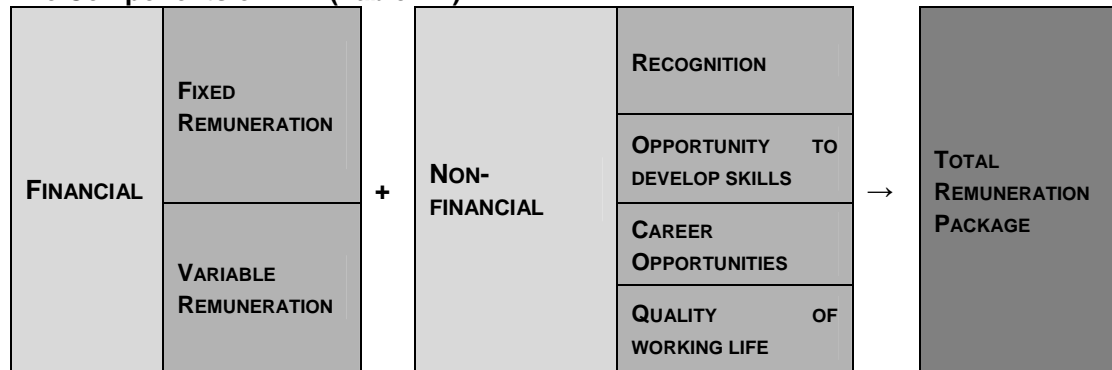 FINANCIAL
FIXED
REMUNERATION
VARIABLE
REMUNERATION
+
NON-
FINANCIAL
RECOGNITION
OPPORTUNITY TO
DEVELOP SKILLS
CAREER
OPPORTUNITIES
QUALITY OF
WORKING LIFE
→
TOTAL
REMUNERATION
PACKAGE